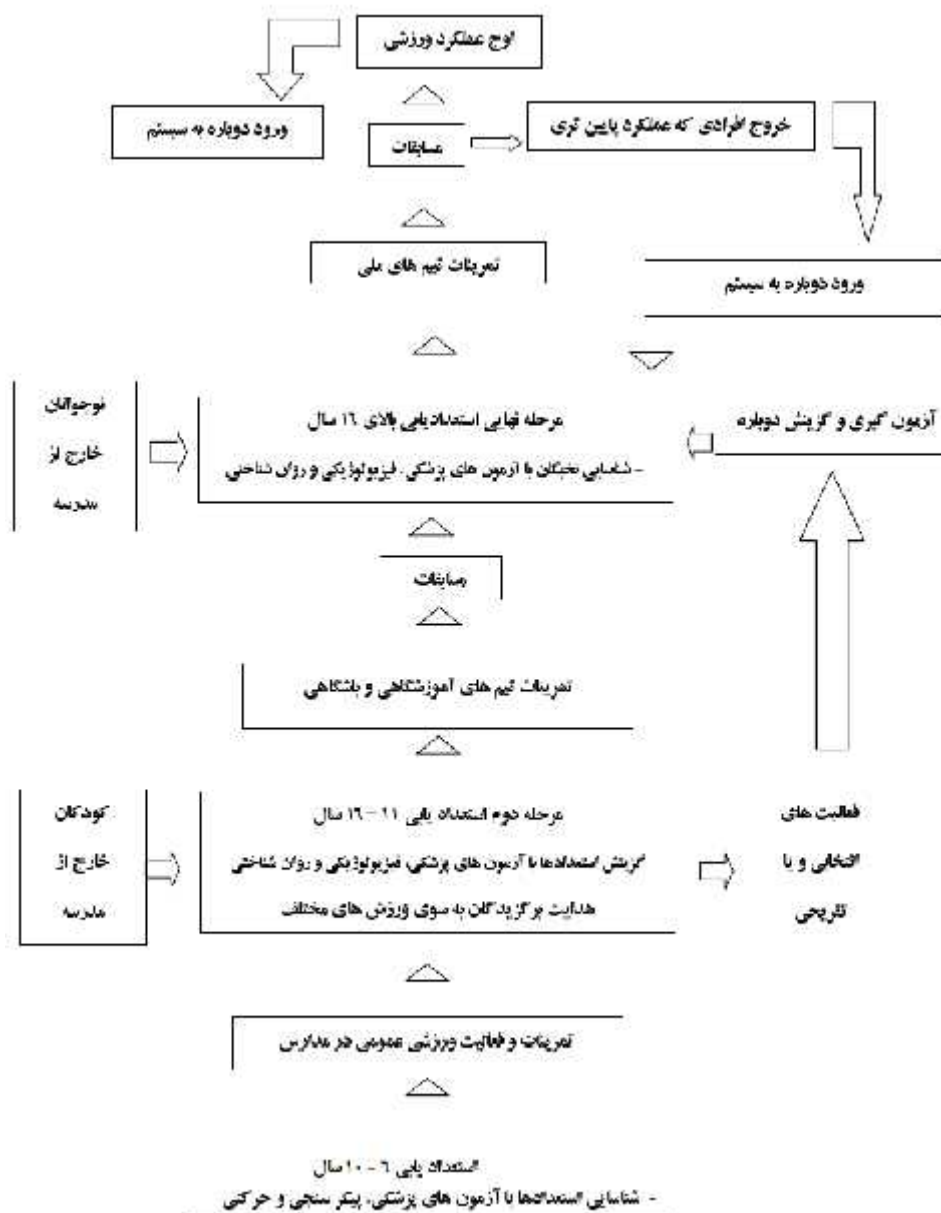 اوج عملکرد ورزشی
ورود دوباره به سیستم
مسابقات
خروج افرادی که عملکرد پایین تری
تمرینات تیم های ملی
ورود دوباره به سیستم
نوجوانان
خارج از
مدرسه
مرحله نهایی استعدادیابی بالای ۱۶ سال
- شناسایی نخبگان با آزمون های پزشکی، فیزیولوژیکی و روان شناختی
آزمون گیری و گزینش دوباره
مسابقات
تمرینات تیم های آموزشگاهی و باشگاهی
کودکان
خارج از
مدرسه
مرحله دوم استعداد یابی ۱۱ – ۱۶ سال
گزینش استعدادها با آزمون های پزشکی، فیزیولوژیکی و روان شناختی
هدایت برگزیدگان به سوی ورزش های مختلف
فعالیت های
انتخابی و یا
تفریحی
تمرینات و فعالیت ورزشی عمومی در مدارس
استعداد یابی ۶ - ۱۰ سال
- شناسایی استعدادها با آزمون های پزشکی، پیکر سنجی و حرکتی